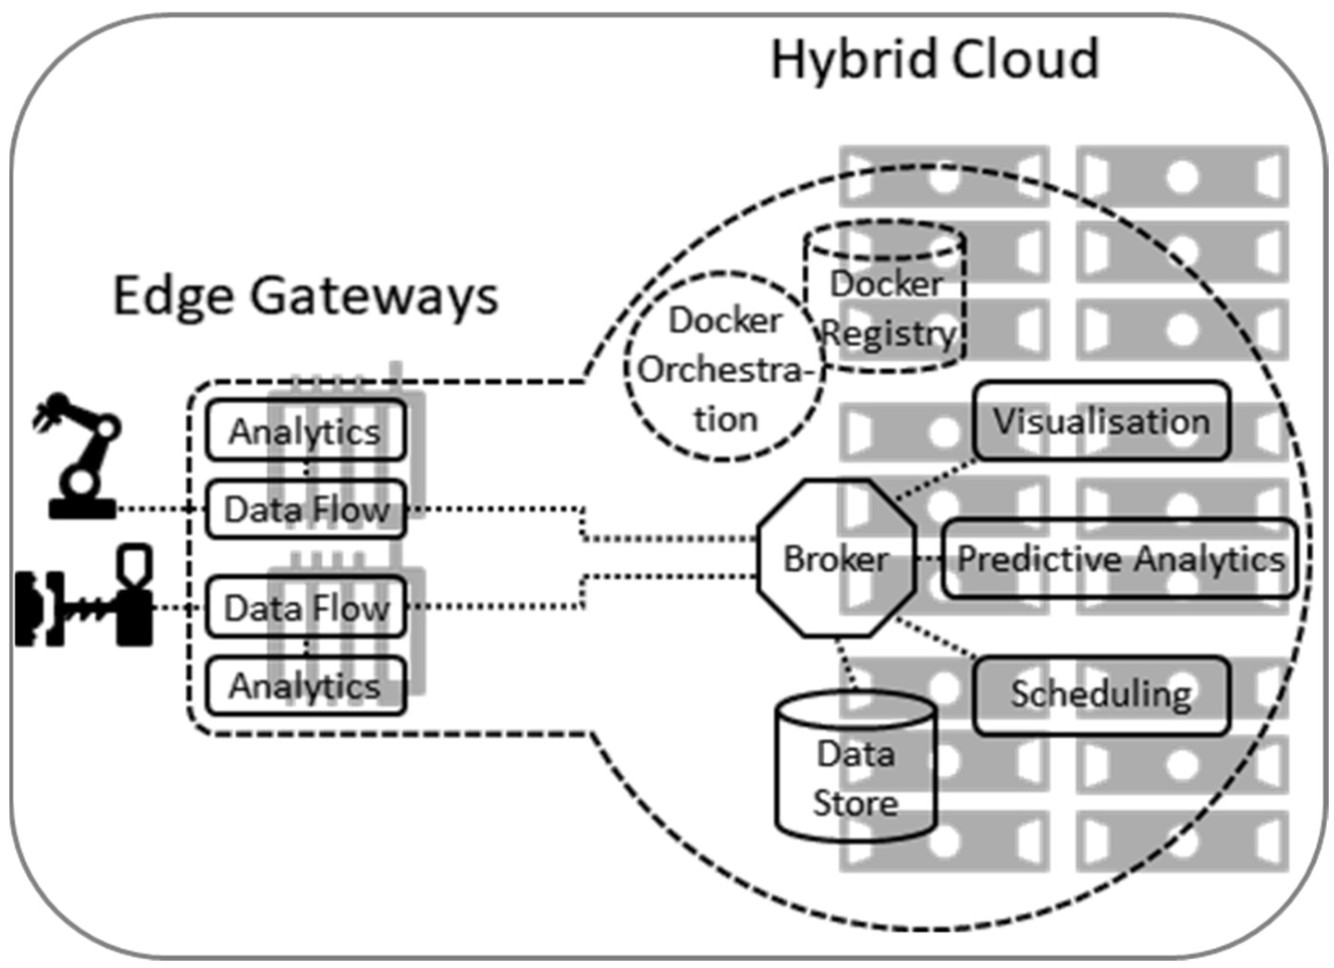 Hybrid Cloud
Edge Gateways
Docker
Registry
Docker
Orchestra-
tion
Analytics
Data Flow
Data Flow
Analytics
Broker
Visualisation
Predictive Analytics
Scheduling
Data
Store